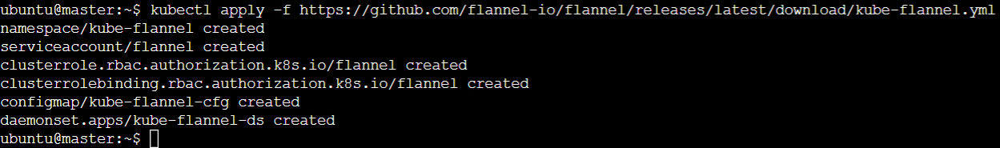 ubuntu@master:~$ kubectl apply -f https://github.com/flannel-io/flannel/releases/latest/download/kube-flannel.yml
namespace/kube-flannel created
serviceaccount/flannel created
clusterrole.rbac.authorization.k8s.io/flannel created
clusterrolebinding.rbac.authorization.k8s.io/flannel created
configmap/kube-flannel-cfg created
daemonset.apps/kube-flannel-ds created
ubuntu@master:~$